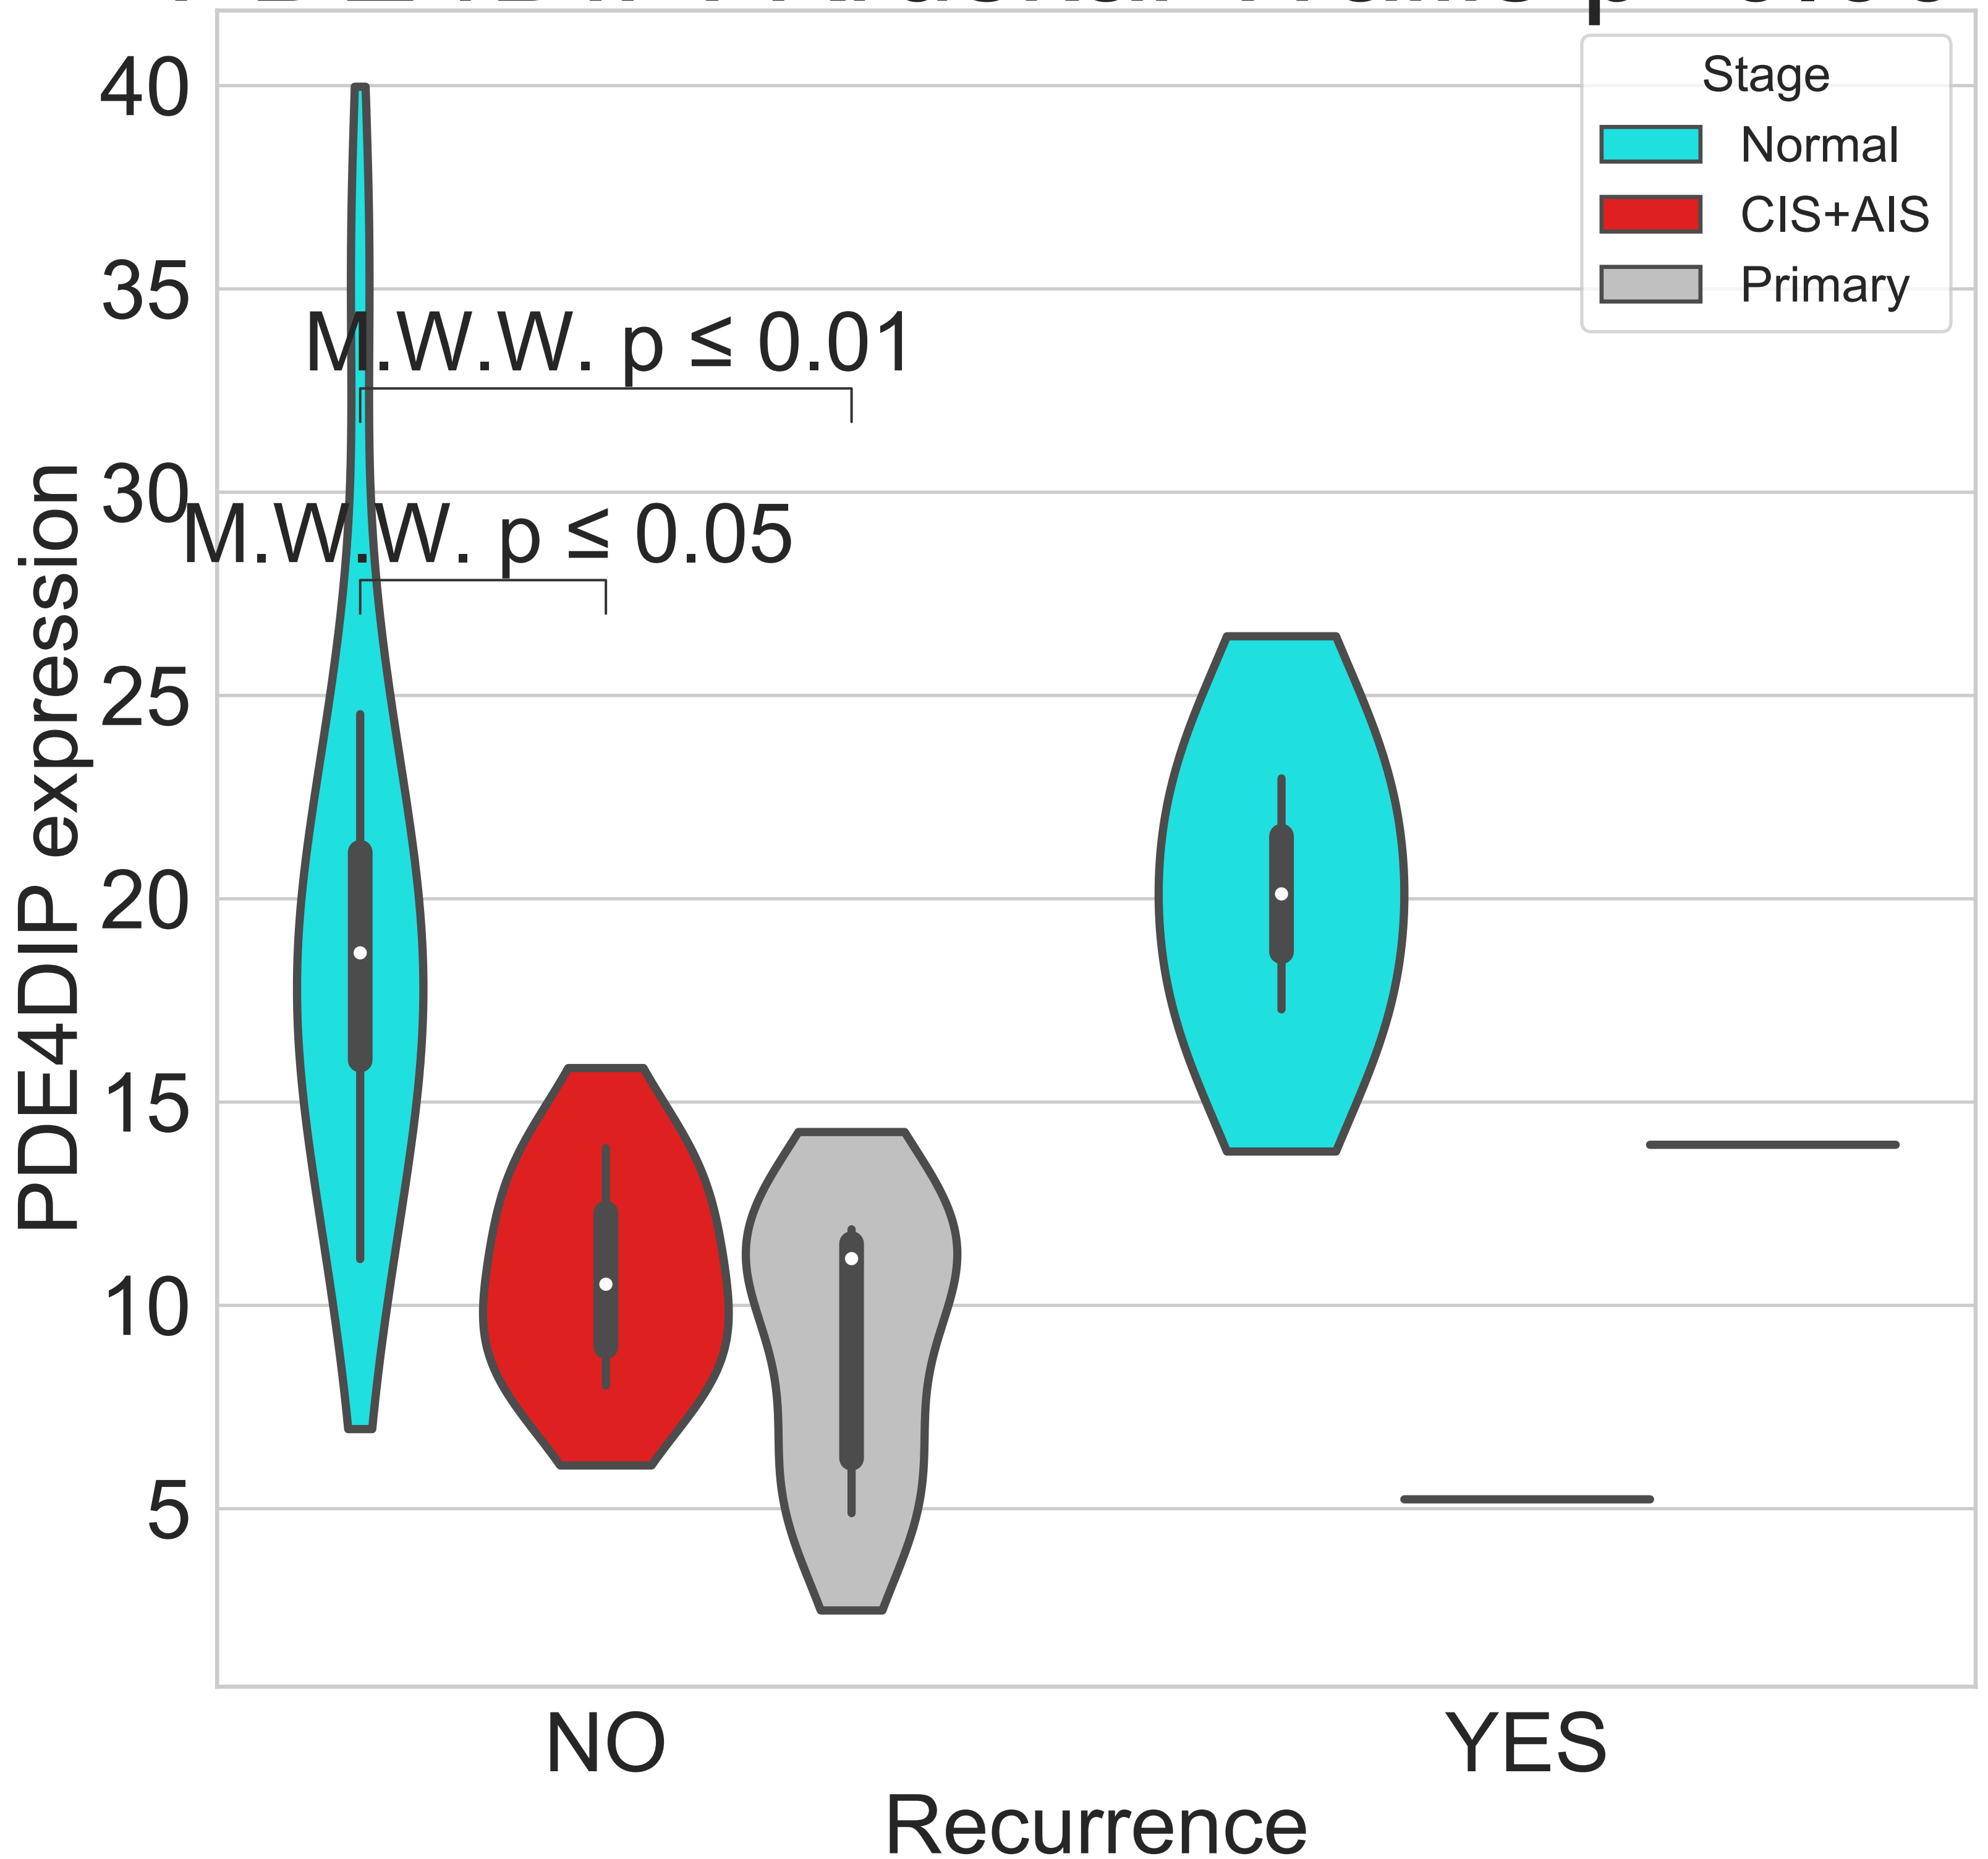 Stage
Normal
CIS+AIS
Primary
40
35
30
25
20
15
10
5
M.W.W. p ≤ 0.01
M.W.W. p ≤ 0.05
PDE4DIP expression
NO
YES
Recurrence